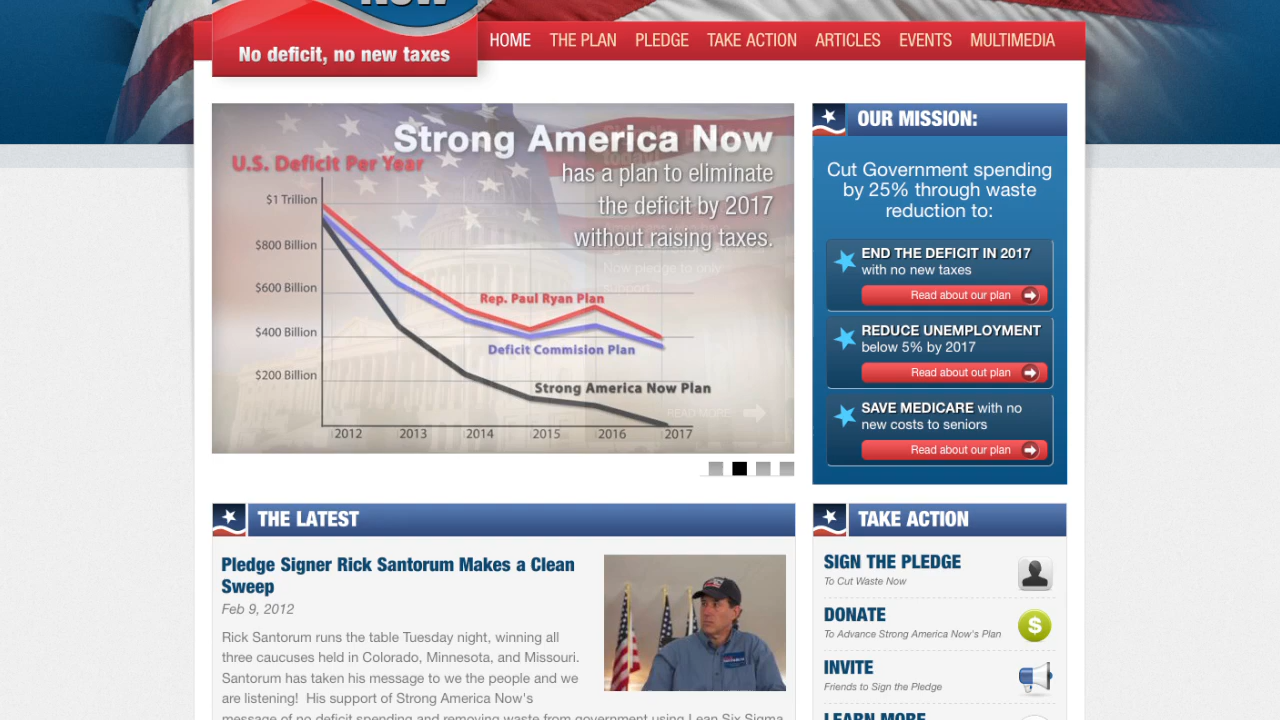 NOW
No deficit, no new taxes
HOME THE PLAN PLEDGE TAKE ACTION ARTICLES EVENTS MULTIMEDIA
Strong America Now
has a plan to eliminate
the deficit by 2017
without raising taxes.
U.S. Deficit Per Year
$1 Trillion
$800 Billion
$600 Billion
$400 Billion
$200 Billion
Now pledge to only
Rep. Paul Ryan Plan
Deficit Commision Plan
Strong America Now Plan
READ MORE
2012 2013 2014 2015 2016 2017
OUR MISSION:
Cut Government spending
by 25% through waste
reduction to:
END THE DEFICIT IN 2017
with no new taxes
Read about our plan
REDUCE UNEMPLOYMENT
below 5% by 2017
Read about out plan
SAVE MEDICARE with no
new costs to seniors
Read about our plan
THE LATEST
Pledge Signer Rick Santorum Makes a Clean
Sweep
Feb 9, 2012
Rick Santorum runs the table Tuesday night, winning all
three caucuses held in Colorado, Minnesota, and Missouri.
Santorum has taken his message to we the people and we
are listening!  His support of Strong America Now's
message of no deficit spending and removing waste from government using Lean Six Sigma
TAKE ACTION
SIGN THE PLEDGE
To Cut Waste Now
DONATE
To Advance Strong America Now's Plan
INVITE
Friends to Sign the Pledge
LEARN MORE